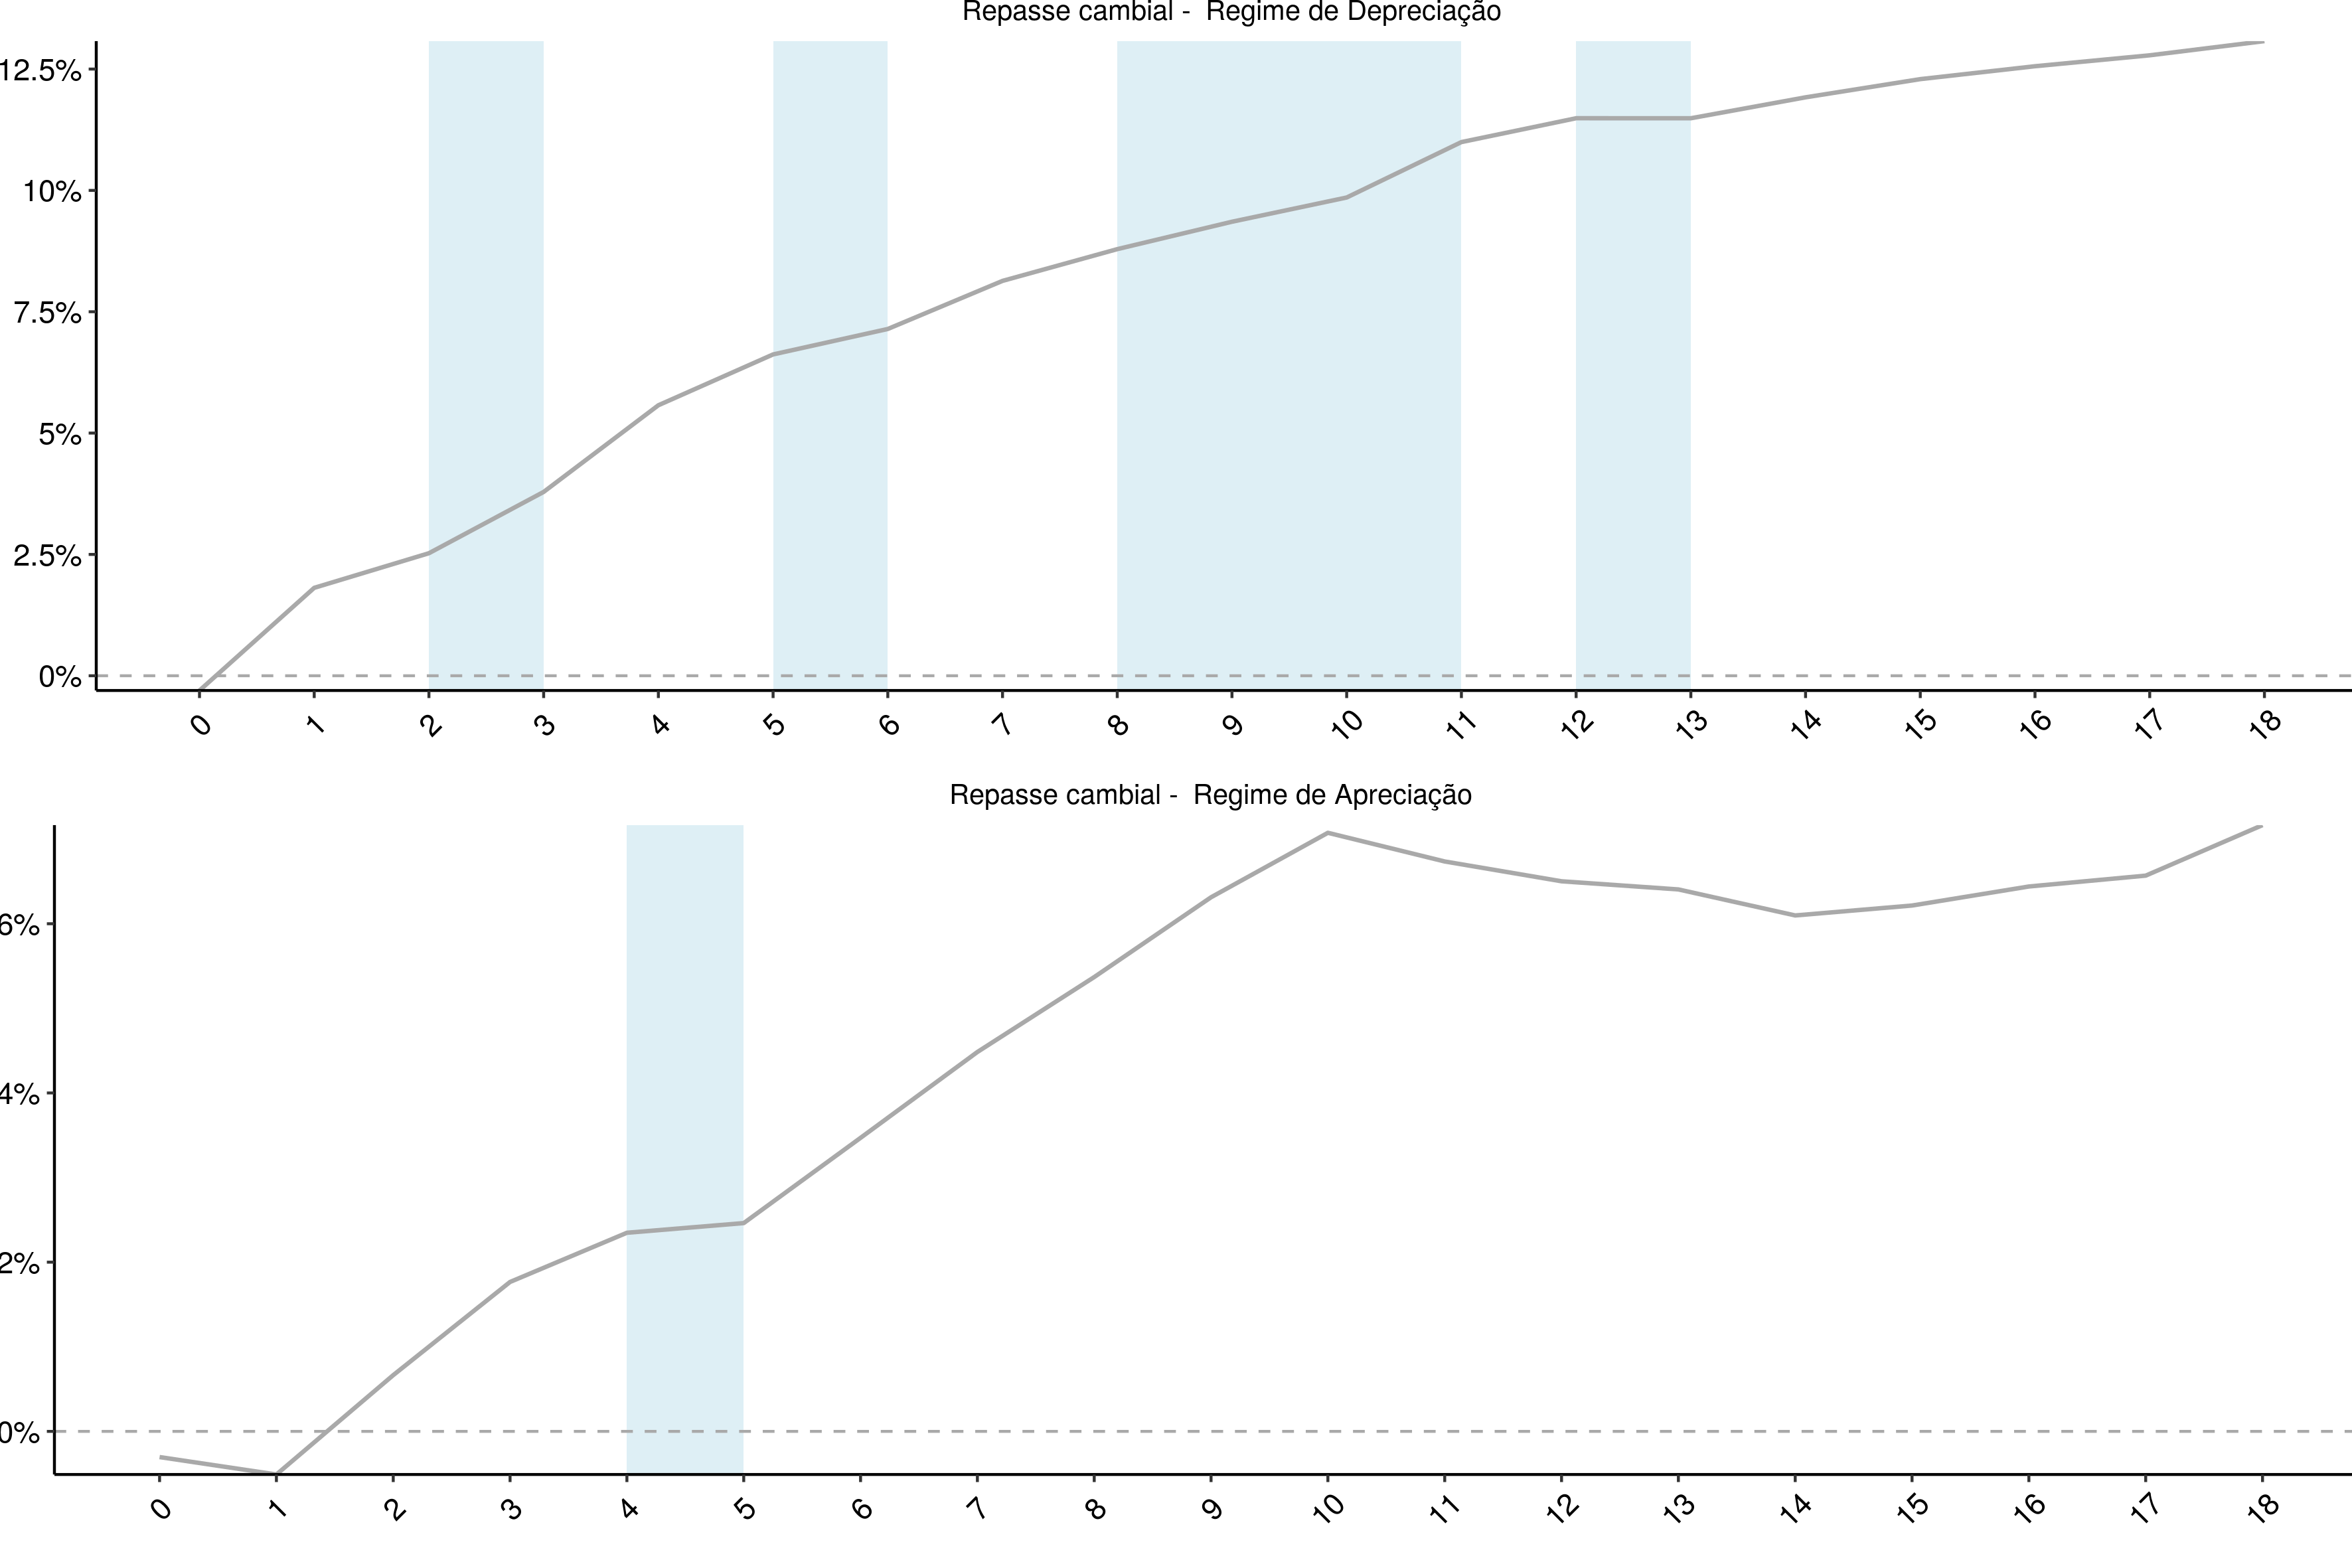 Repasse cambial -  Regime de Depreciação
12.5%
10%
7.5%
5%
2.5%
0%
0 1 2 3 4 5 6 7 8 9 10 11 12 13 14 15 16 17 18
Repasse cambial -  Regime de Apreciação
6%
4%
2%
0%
0 1 2 3 4 5 6 7 8 9 10 11 12 13 14 15 16 17 18